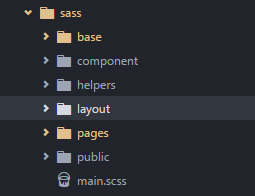 sass
base
component
helpers
layout
pages
public
main.scss